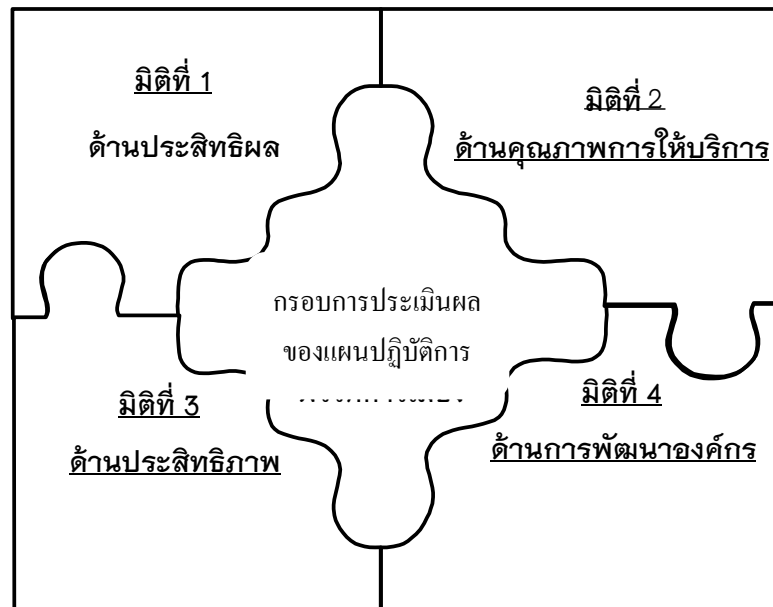 มิติที่ 1
ด้านประสิทธิผล
มิติที่ 2
ด้านคุณภาพการให้บริการ
กรอบการประเมินผล
ของแผนปฏิบัติการ
มิติที่ 3
ด้านประสิทธิภาพ
มิติที่ 4
ด้านการพัฒนาองค์กร